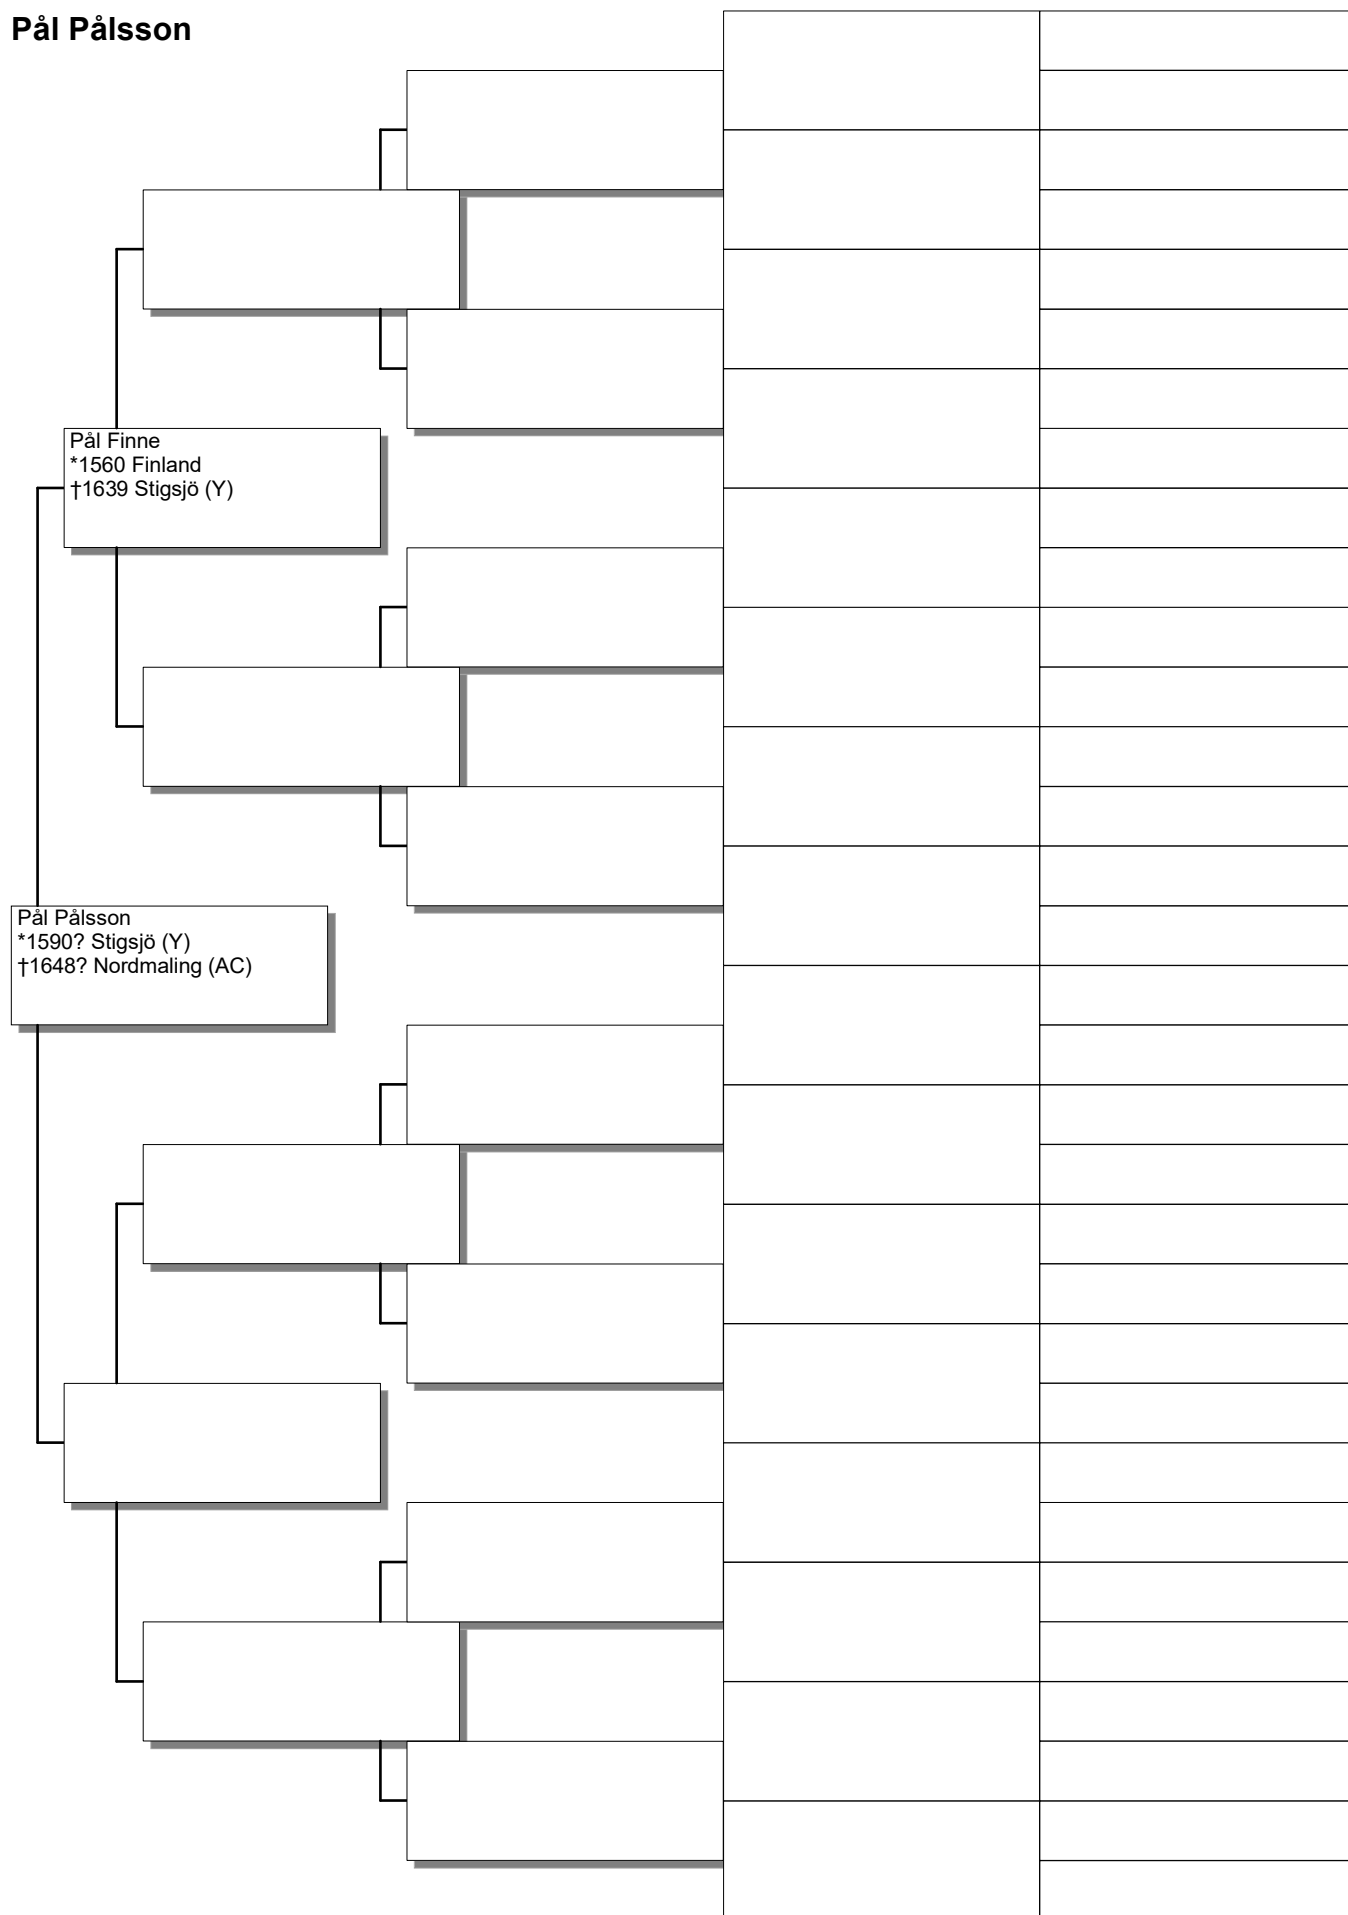 Pål Pålsson
Pål Finne
*1560 Finland
†1639 Stigsjö (Y)
Pål Pålsson
*1590? Stigsjö (Y)
†1648? Nordmaling (AC)